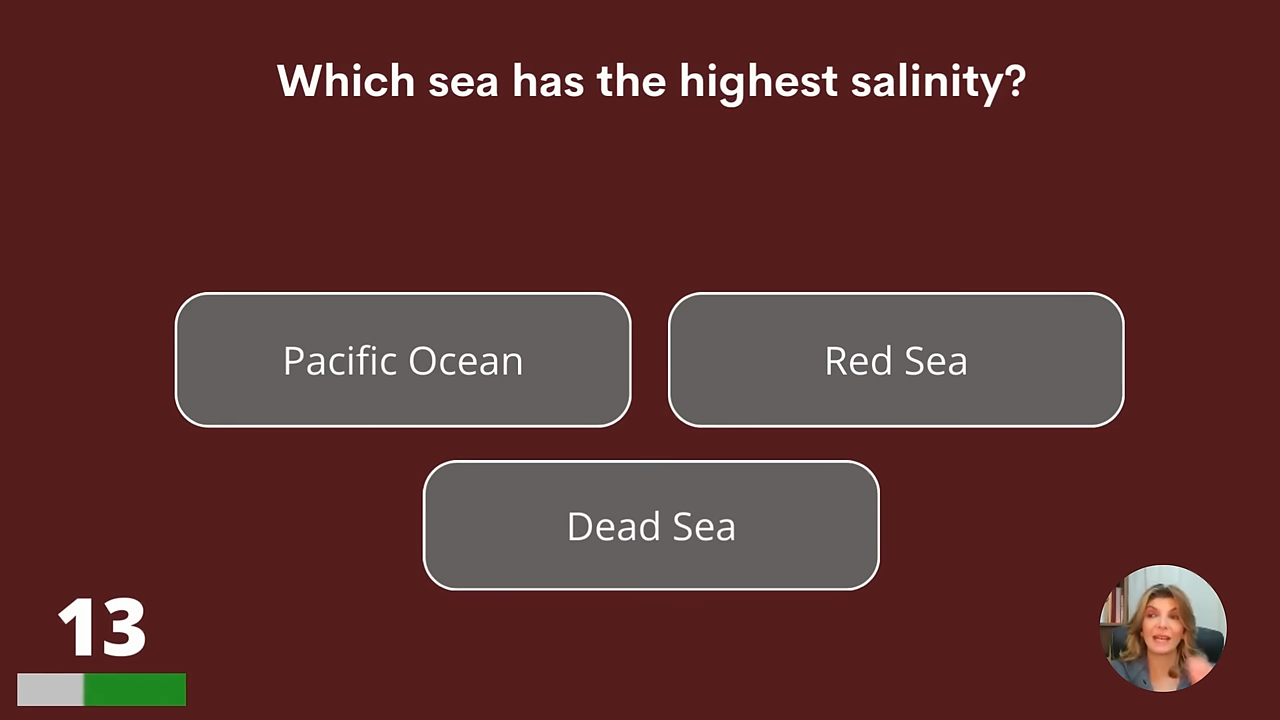 Which sea has the highest salinity?
Pacific Ocean
Red Sea
Dead Sea
13